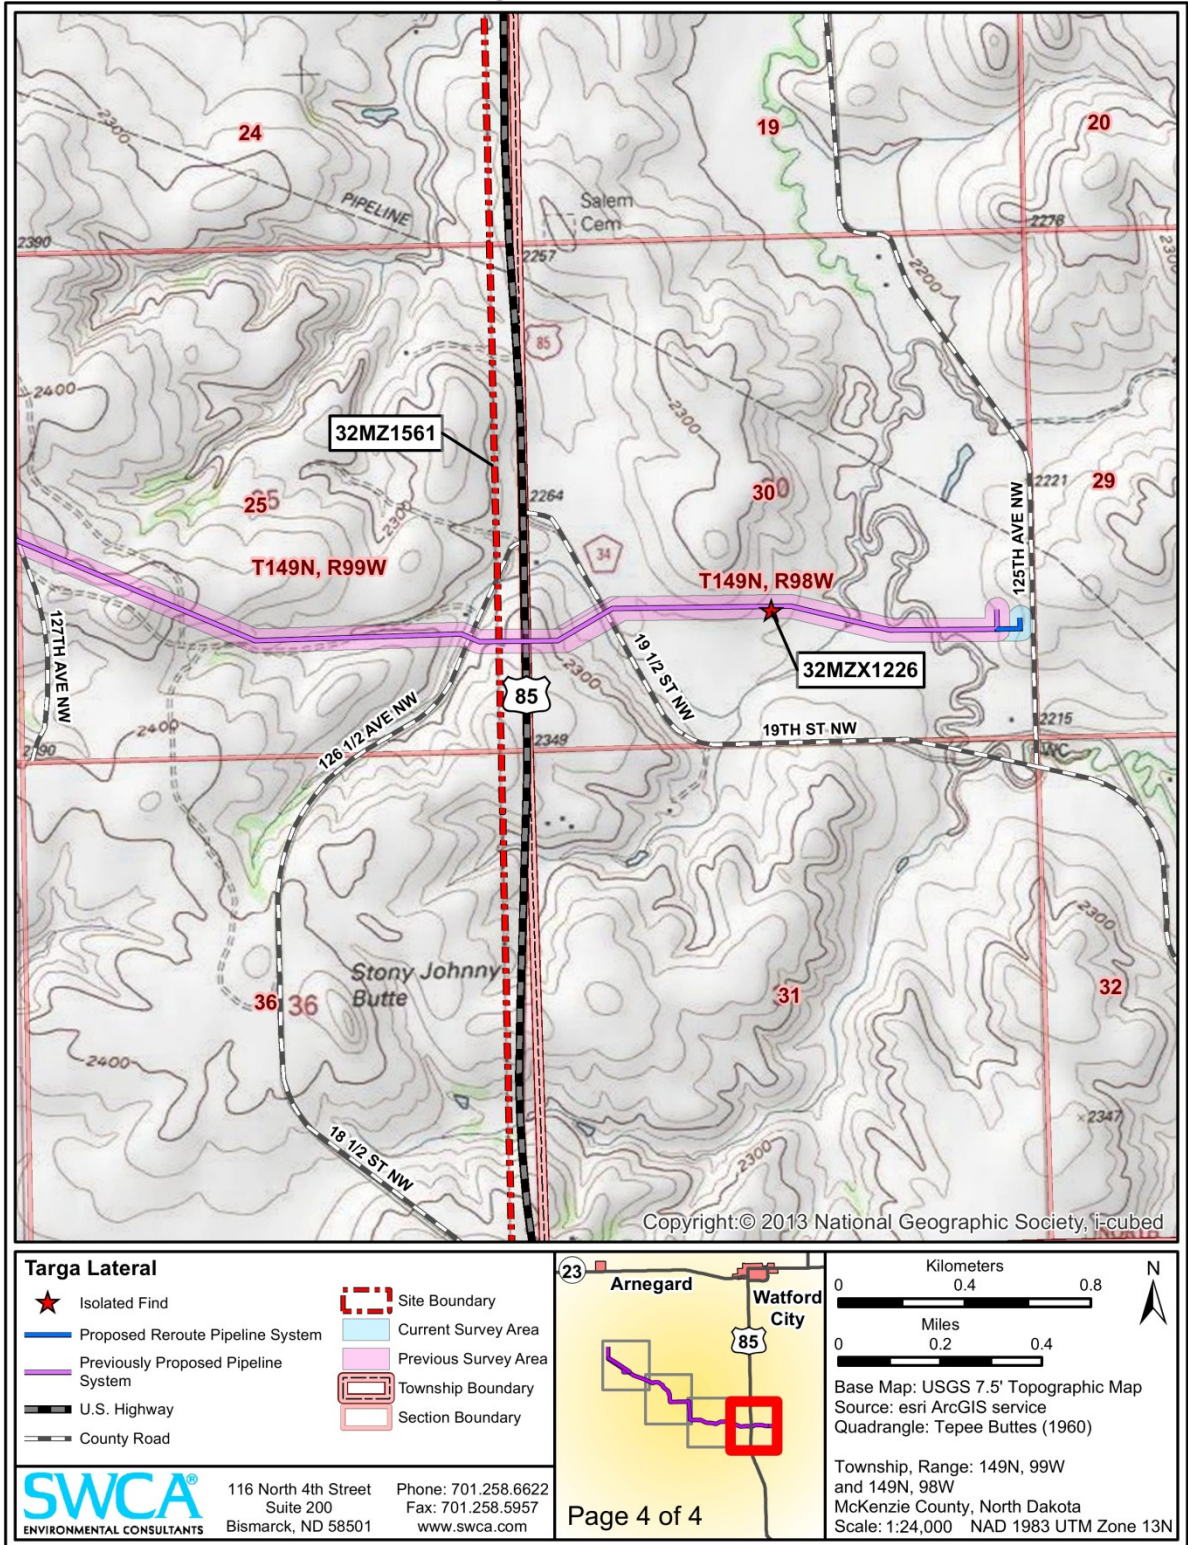 24
19
20
2300
PIPELINE
Salem
Cem
2390
2257
2276
2300
2200
85
2400
32MZ1561
2300
2264
2300
25
30
2221
29
34
T149N, R99W
T149N, R98W
125TH AVE NW
127TH AVE NW
19 1/2 ST NW
32MZX1226
2300
85
2400
126 1/2 AVE NW
2349
19TH ST NW
2215
2300
Stony Johnny
Butte
36
36
31
32
2400
2347
2300
18 1/2 ST NW
Copyright:© 2013 National Geographic Society, i-cubed
Targa Lateral
Isolated Find
Proposed Reroute Pipeline System
Previously Proposed Pipeline
System
U.S. Highway
County Road
Site Boundary
Current Survey Area
Previous Survey Area
Township Boundary
Section Boundary
23
Arnegard
Watford
City
85
Page 4 of 4
Kilometers
0 0.4 0.8
Miles
0 0.2 0.4
N
Base Map: USGS 7.5' Topographic Map
Source: esri ArcGIS service
Quadrangle: Tepee Buttes (1960)
Township, Range: 149N, 99W
and 149N, 98W
McKenzie County, North Dakota
Scale: 1:24,000 NAD 1983 UTM Zone 13N
SWCA®
ENVIRONMENTAL CONSULTANTS
116 North 4th Street
Suite 200
Bismarck, ND 58501
Phone: 701.258.6622
Fax: 701.258.5957
www.swca.com